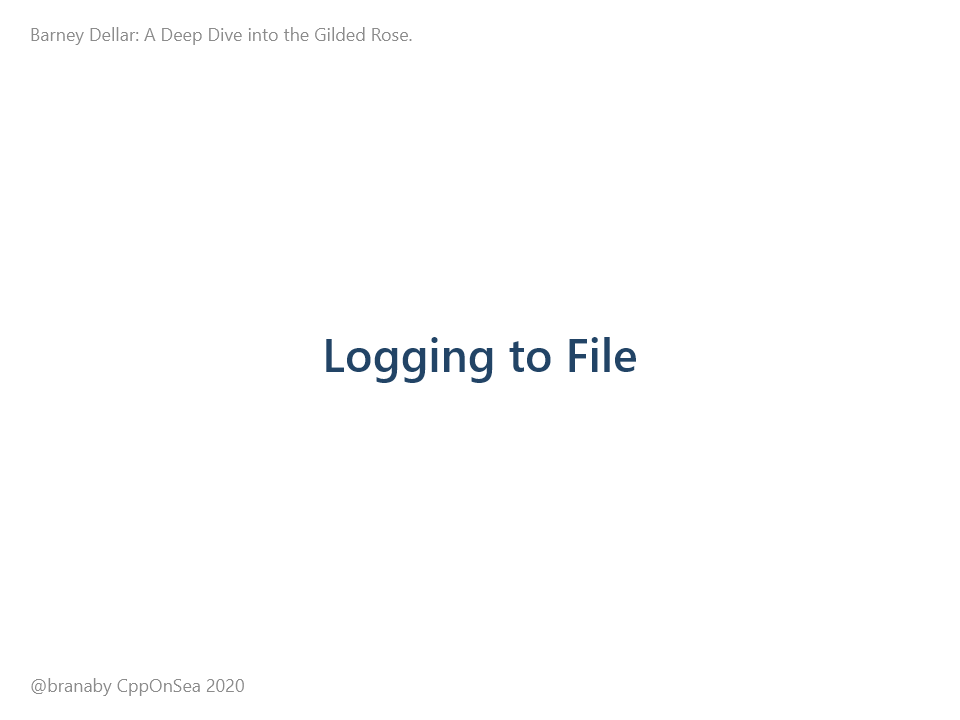 Barney Dellar: A Deep Dive into the Gilded Rose.
Logging to File
@branaby CppOnSea 2020